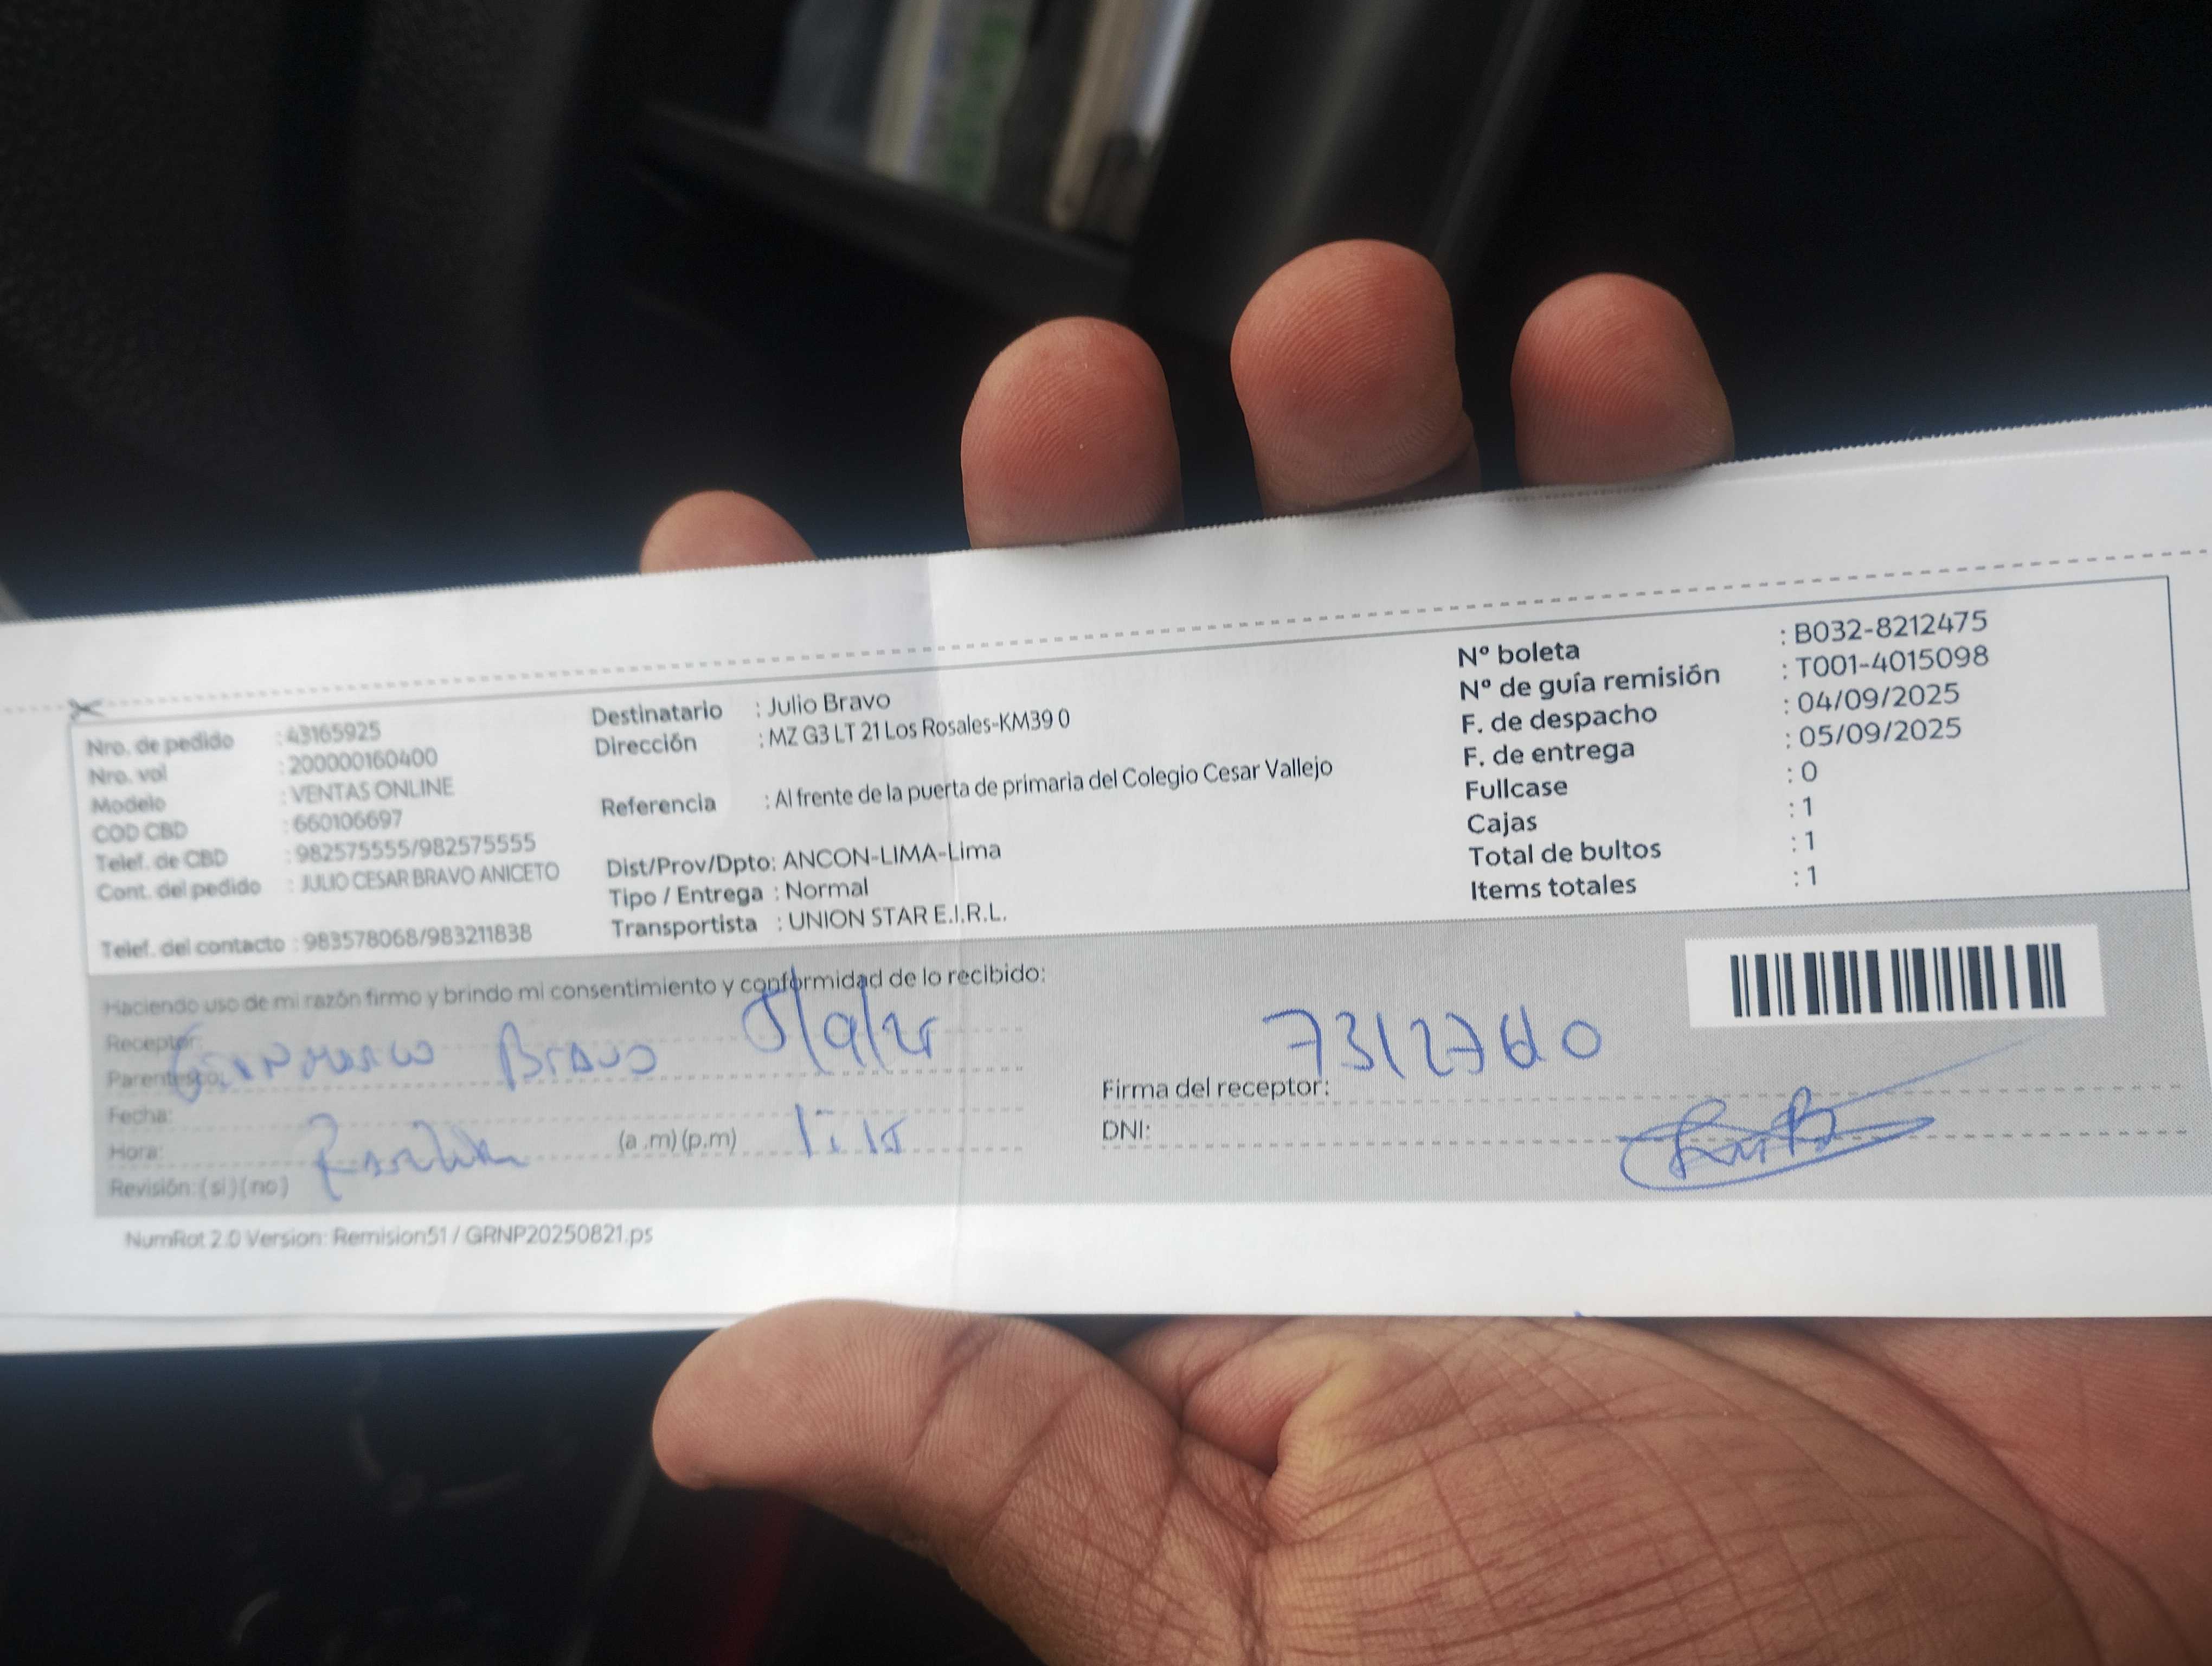 Nro. de pedido : 43165925
Nro. vol : 200000160400
Modelo : VENTAS ONLINE
COD CBD : 660106697
Telef. de CBD : 982575555/982575555
Cont. del pedido : JULIO CESAR BRAVO ANICETO
Telef. del contacto : 983578068/983211838
Destinatario : Julio Bravo
Dirección : MZ G3 LT 21 Los Rosales-KM39 0
Referencia : Al frente de la puerta de primaria del Colegio Cesar Vallejo
Dist/Prov/Dpto: ANCON-LIMA-Lima
Tipo / Entrega : Normal
Transportista : UNION STAR E.I.R.L.
Nº boleta : B032-8212475
Nº de guía remisión : T001-4015098
F. de despacho : 04/09/2025
F. de entrega : 05/09/2025
Fullcase : 0
Cajas : 1
Total de bultos : 1
Items totales : 1
Haciendo uso de mi razón firmo y brindo mi consentimiento y conformidad de lo recibido:
Receptor:
Bravo 5/9/25
Parentesco:
Fecha:
Hora: (a .m) (p.m)
Revisión: ( si ) ( no )
Firma del receptor:
DNI:
NumRot 2.0 Version: Remision51 / GRNP20250821.ps